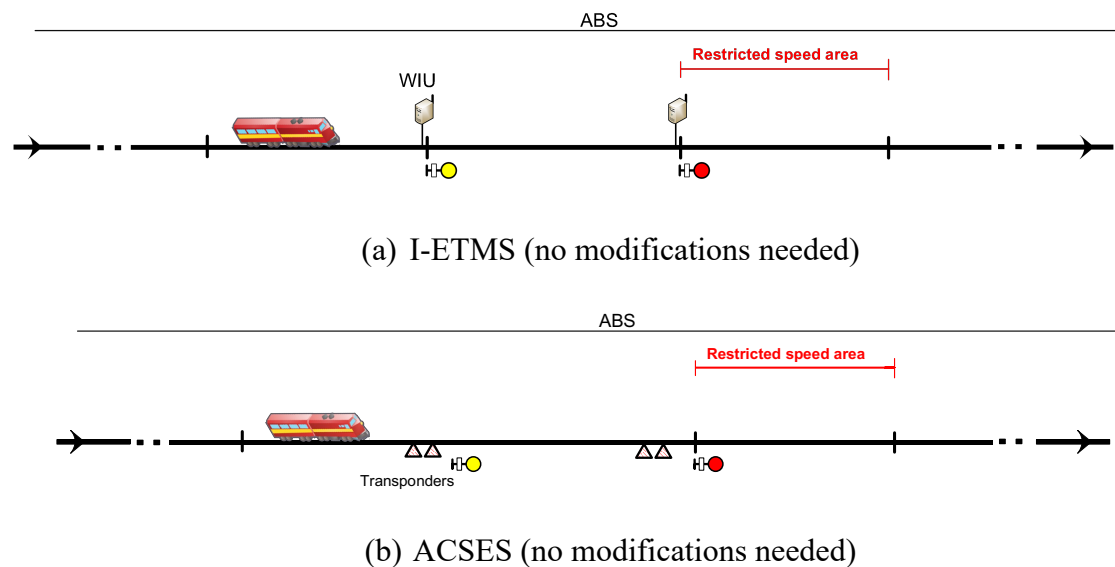 ABS
Restricted speed area
WIU
(a) I-ETMS (no modifications needed)
ABS
Restricted speed area
Transponders
(b) ACSES (no modifications needed)